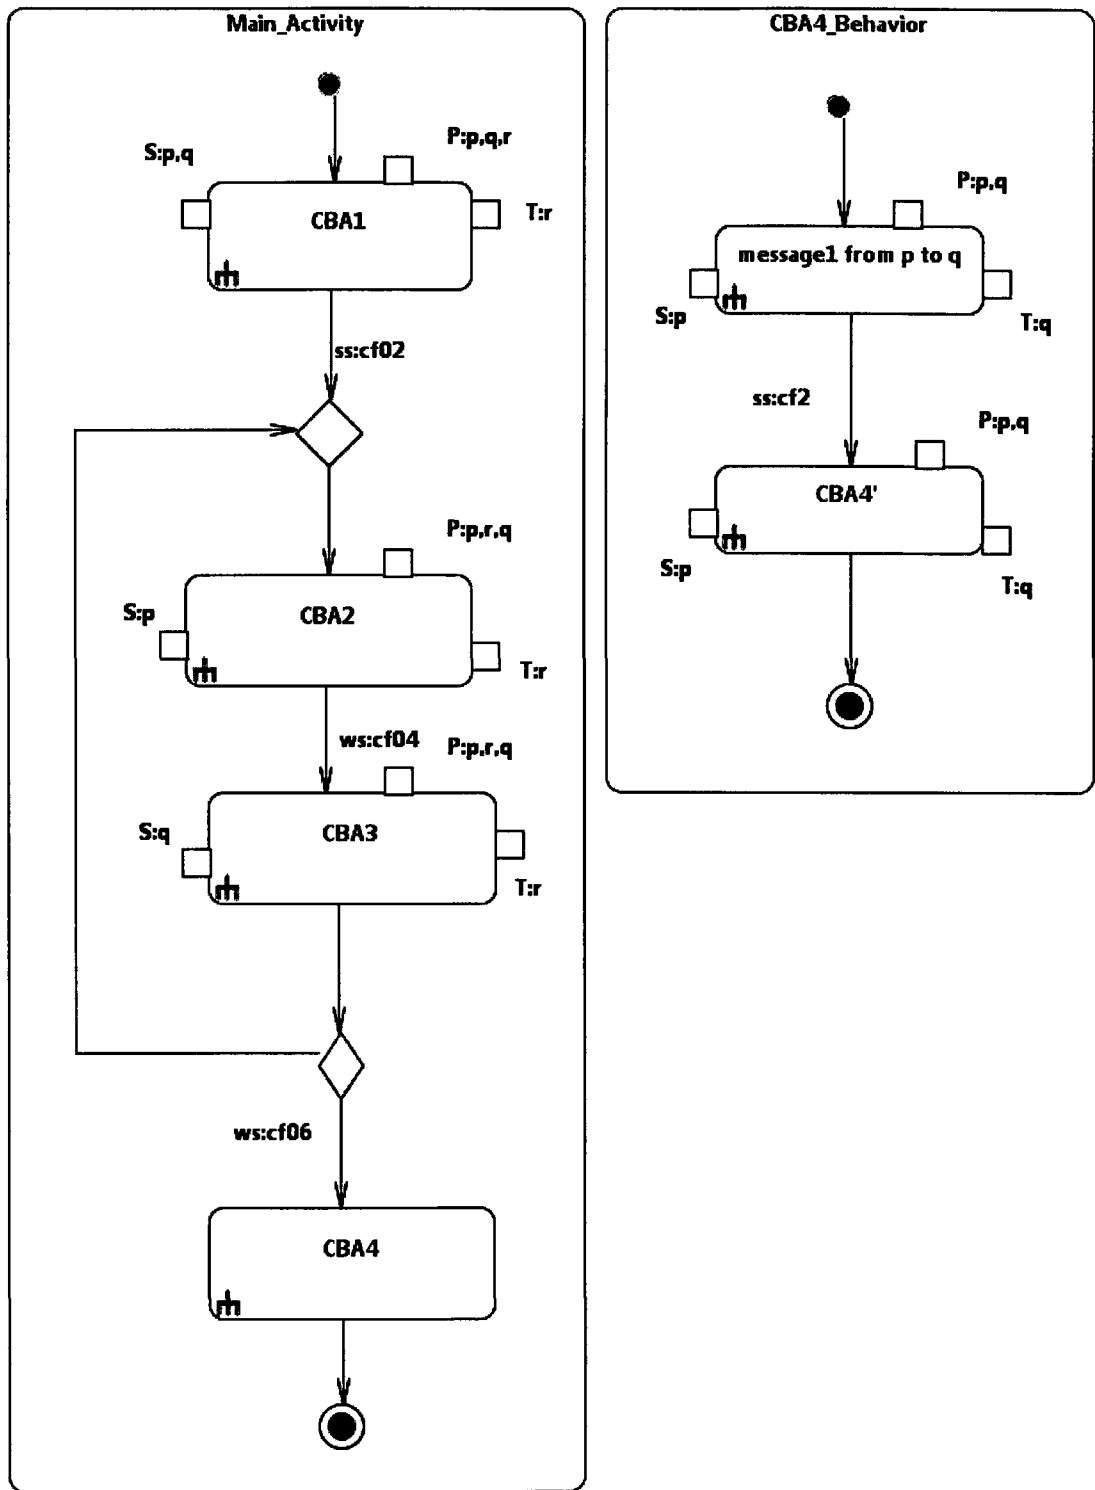 Main_Activity
P:p,q,r
S:p,q
T:r
CBA1
ss:cf02
P:p,r,q
S:p
CBA2
T:r
ws:cf04
P:p,r,q
S:q
CBA3
T:r
ws:cf06
CBA4
CBA4_Behavior
P:p,q
message1 from p to q
S:p
T:q
ss:cf2
P:p,q
CBA4'
S:p
T:q